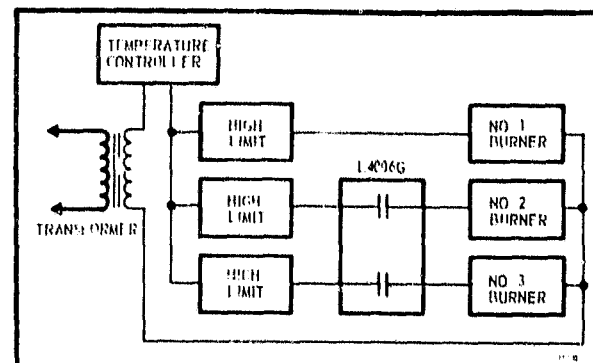 TEMPERATURE
CONTROLLER
HIGH
LIMIT
NO 1
BURNER
L4006G
HIGH
LIMIT
NO 2
BURNER
TRANSFORMER
HIGH
LIMIT
NO 3
BURNER